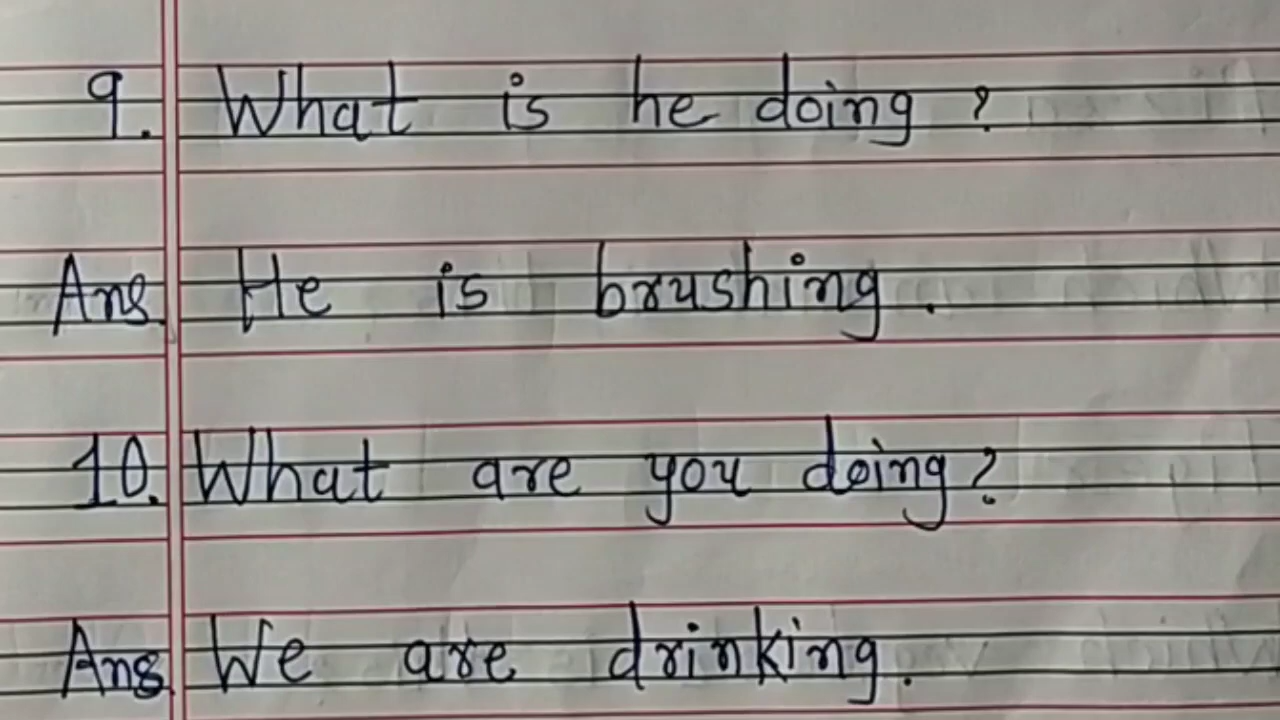 9. What is he doing ?
Ans. He is brushing.
10. What are you doing?
Ans. We are drinking.